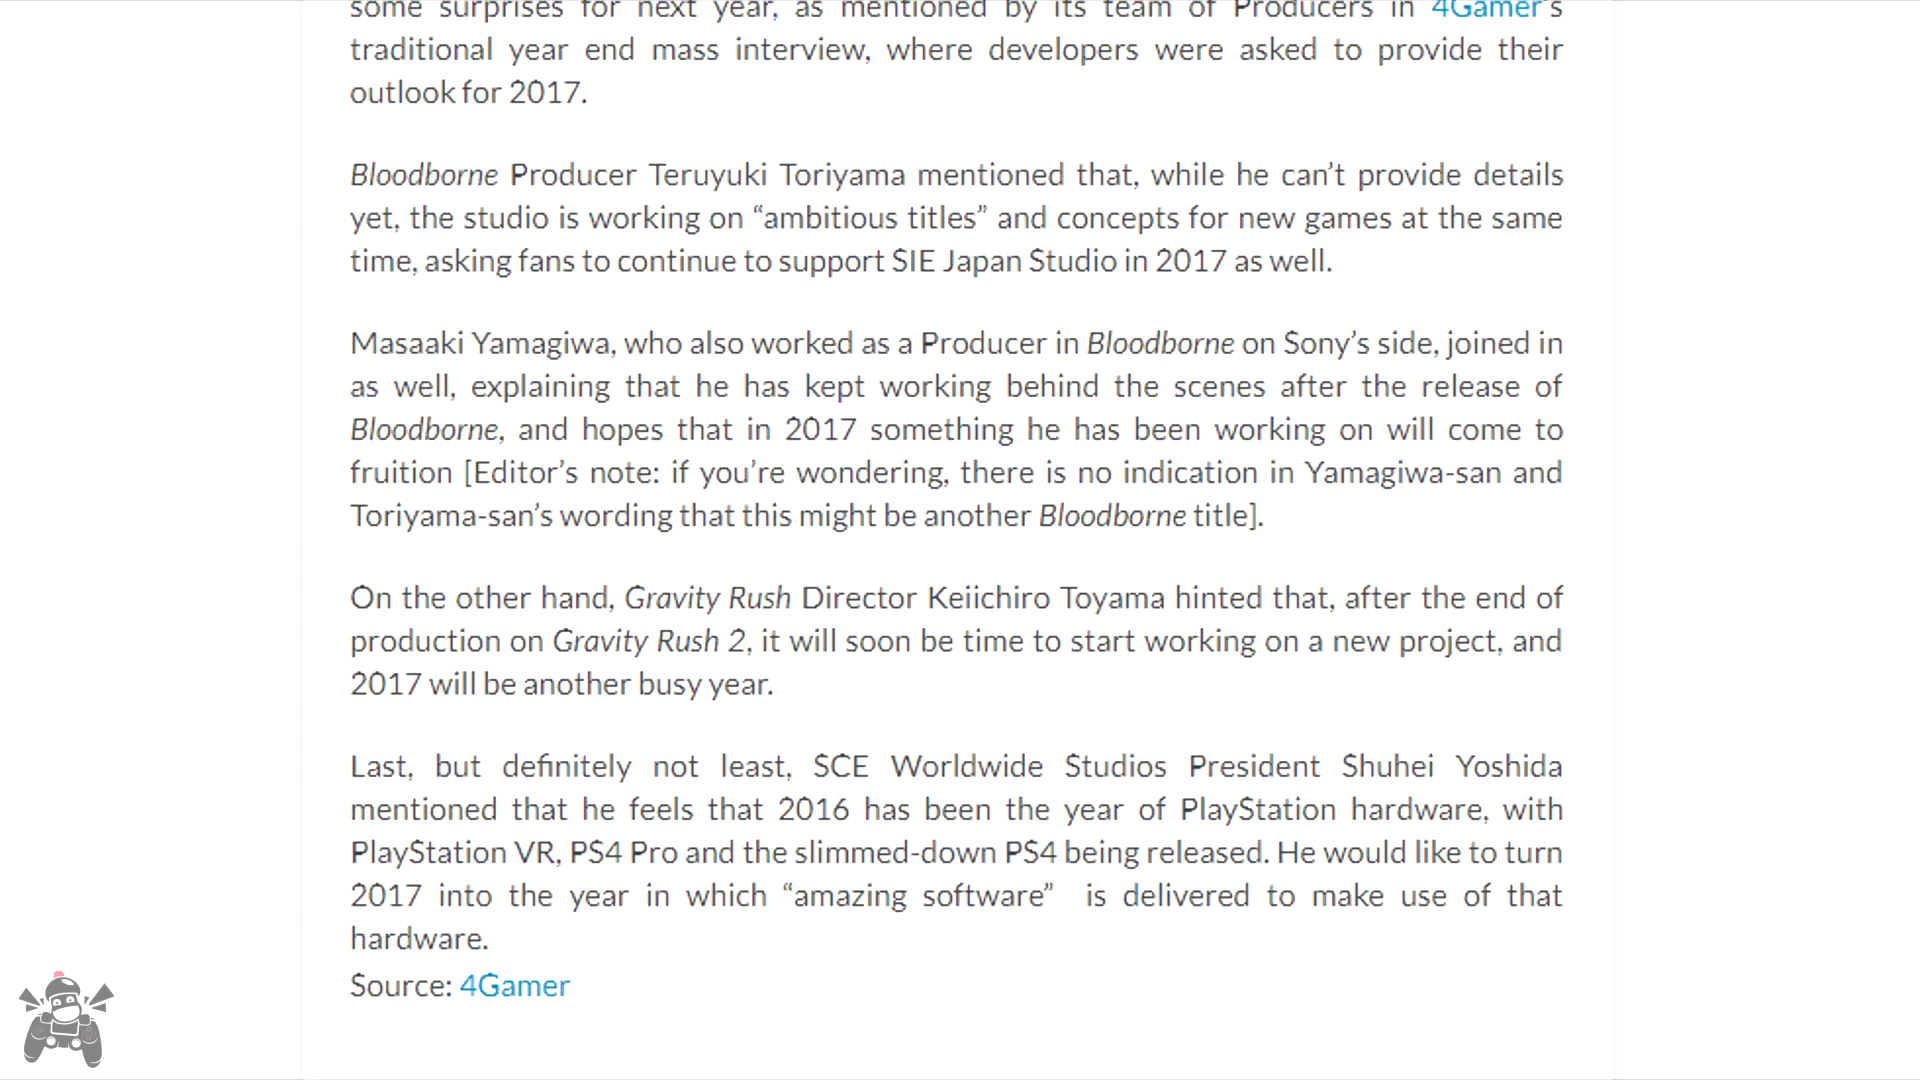 some surprises for next year, as mentioned by its team of Producers in 4Gamer's
traditional year end mass interview, where developers were asked to provide their
outlook for 2017.
Bloodborne Producer Teruyuki Toriyama mentioned that, while he can’t provide details
yet, the studio is working on “ambitious titles” and concepts for new games at the same
time, asking fans to continue to support SIE Japan Studio in 2017 as well.
Masaaki Yamagiwa, who also worked as a Producer in Bloodborne on Sony’s side, joined in
as well, explaining that he has kept working behind the scenes after the release of
Bloodborne, and hopes that in 2017 something he has been working on will come to
fruition [Editor’s note: if you’re wondering, there is no indication in Yamagiwa-san and
Toriyama-san’s wording that this might be another Bloodborne title].
On the other hand, Gravity Rush Director Keiichiro Toyama hinted that, after the end of
production on Gravity Rush 2, it will soon be time to start working on a new project, and
2017 will be another busy year.
Last, but definitely not least, SCE Worldwide Studios President Shuhei Yoshida
mentioned that he feels that 2016 has been the year of PlayStation hardware, with
PlayStation VR, PS4 Pro and the slimmed-down PS4 being released. He would like to turn
2017 into the year in which “amazing software” is delivered to make use of that
hardware.
Source: 4Gamer